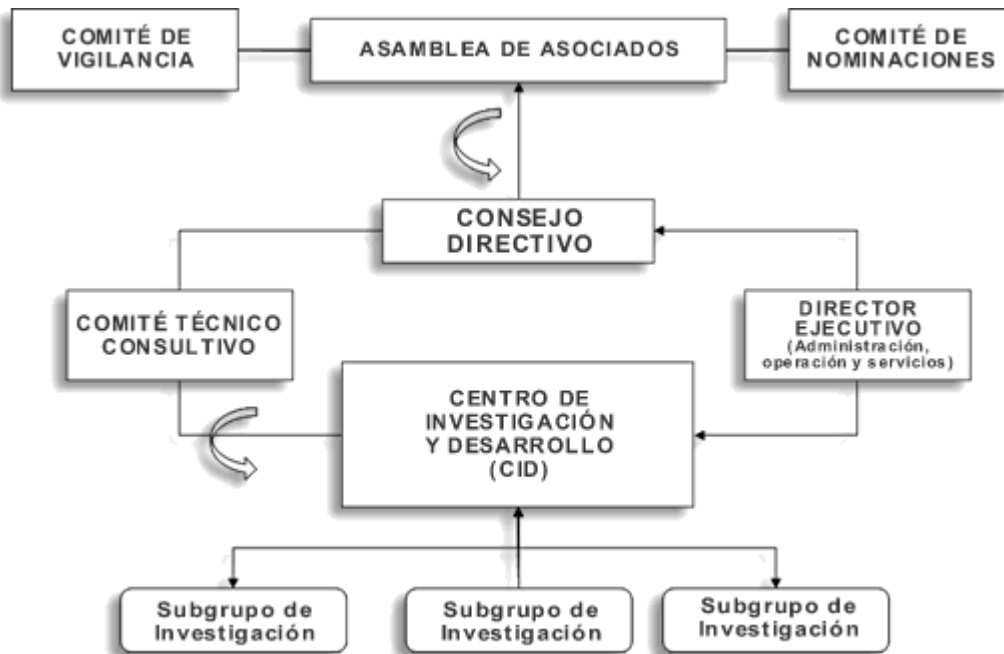 COMITÉ DE
VIGILANCIA
ASAMBLEA DE ASOCIADOS
COMITÉ DE
NOMINACIONES
CONSEJO
DIRECTIVO
COMITÉ TÉCNICO
CONSULTIVO
DIRECTOR
EJECUTIVO
(Administración,
operación y servicios)
CENTRO DE
INVESTIGACIÓN
Y DESARROLLO
(CID)
Subgrupo de
Investigación
Subgrupo de
Investigación
Subgrupo de
Investigación